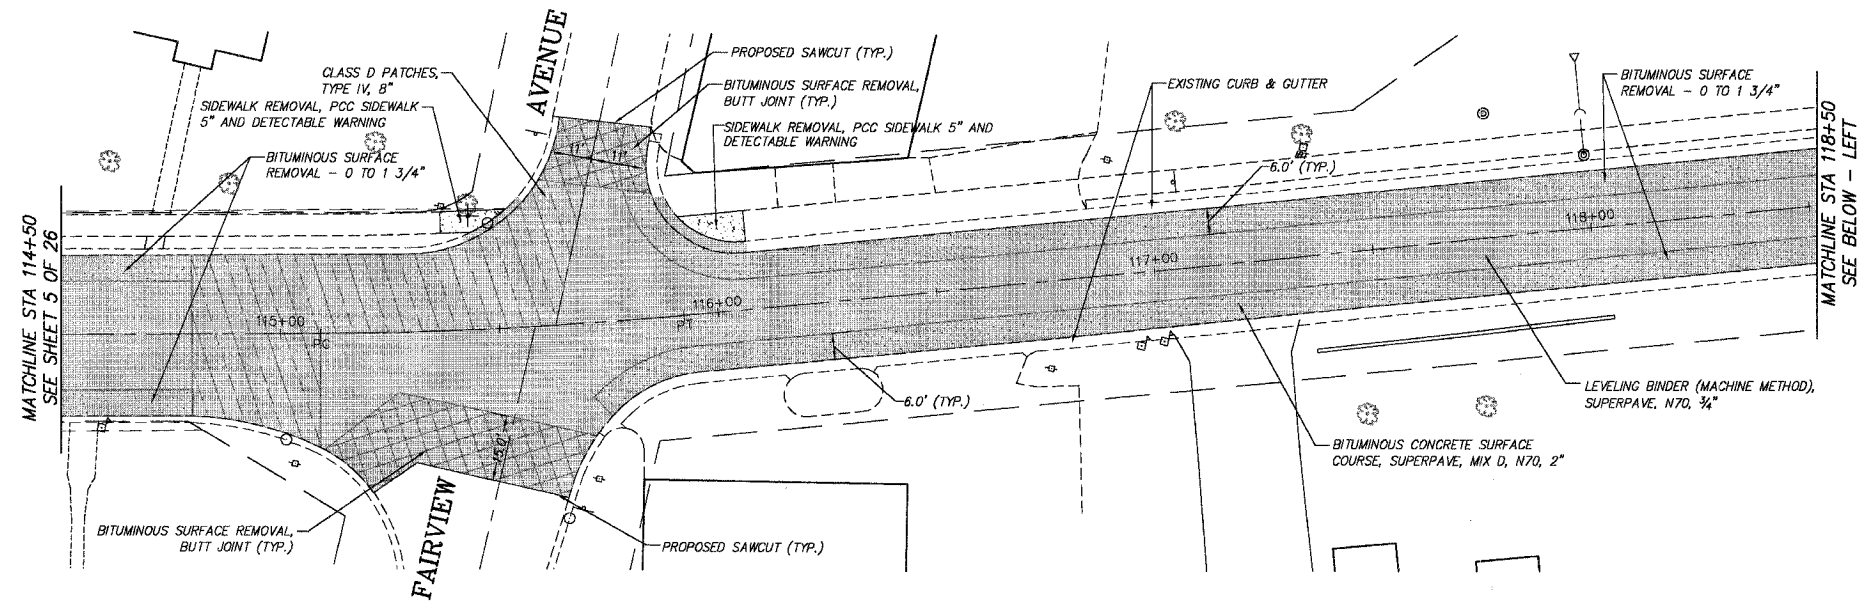 AVENUE
PROPOSED SAWCUT (TYP.)
CLASS D PATCHES,
TYPE IV, 8"
BITUMINOUS SURFACE REMOVAL,
BUTT JOINT (TYP.)
EXISTING CURB & GUTTER
BITUMINOUS SURFACE
REMOVAL - 0 TO 1 3/4"
SIDEWALK REMOVAL, PCC SIDEWALK
5" AND DETECTABLE WARNING
SIDEWALK REMOVAL, PCC SIDEWALK 5" AND
DETECTABLE WARNING
BITUMINOUS SURFACE
REMOVAL - 0 TO 1 3/4"
11' 11'
6.0' (TYP.)
MATCHLINE STA 114+50
SEE SHEET 5 OF 26
MATCHLINE STA 118+50
SEE BELOW - LEFT
118+00
117+00
116+00
PT
115+00
PC
6.0' (TYP.)
LEVELING BINDER (MACHINE METHOD),
SUPERPAVE, N70, ¾"
15.0'
BITUMINOUS CONCRETE SURFACE
COURSE, SUPERPAVE, MIX D, N70, 2"
BITUMINOUS SURFACE REMOVAL,
BUTT JOINT (TYP.)
FAIRVIEW
PROPOSED SAWCUT (TYP.)